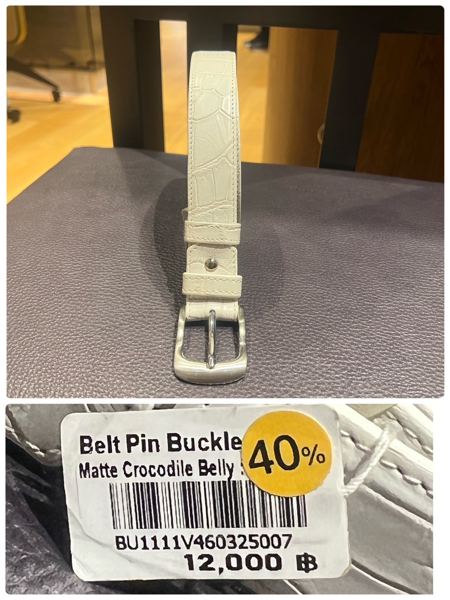 Belt Pin Buckle
40%
Matte Crocodile Belly
BU1111V460325007
12,000 ฿